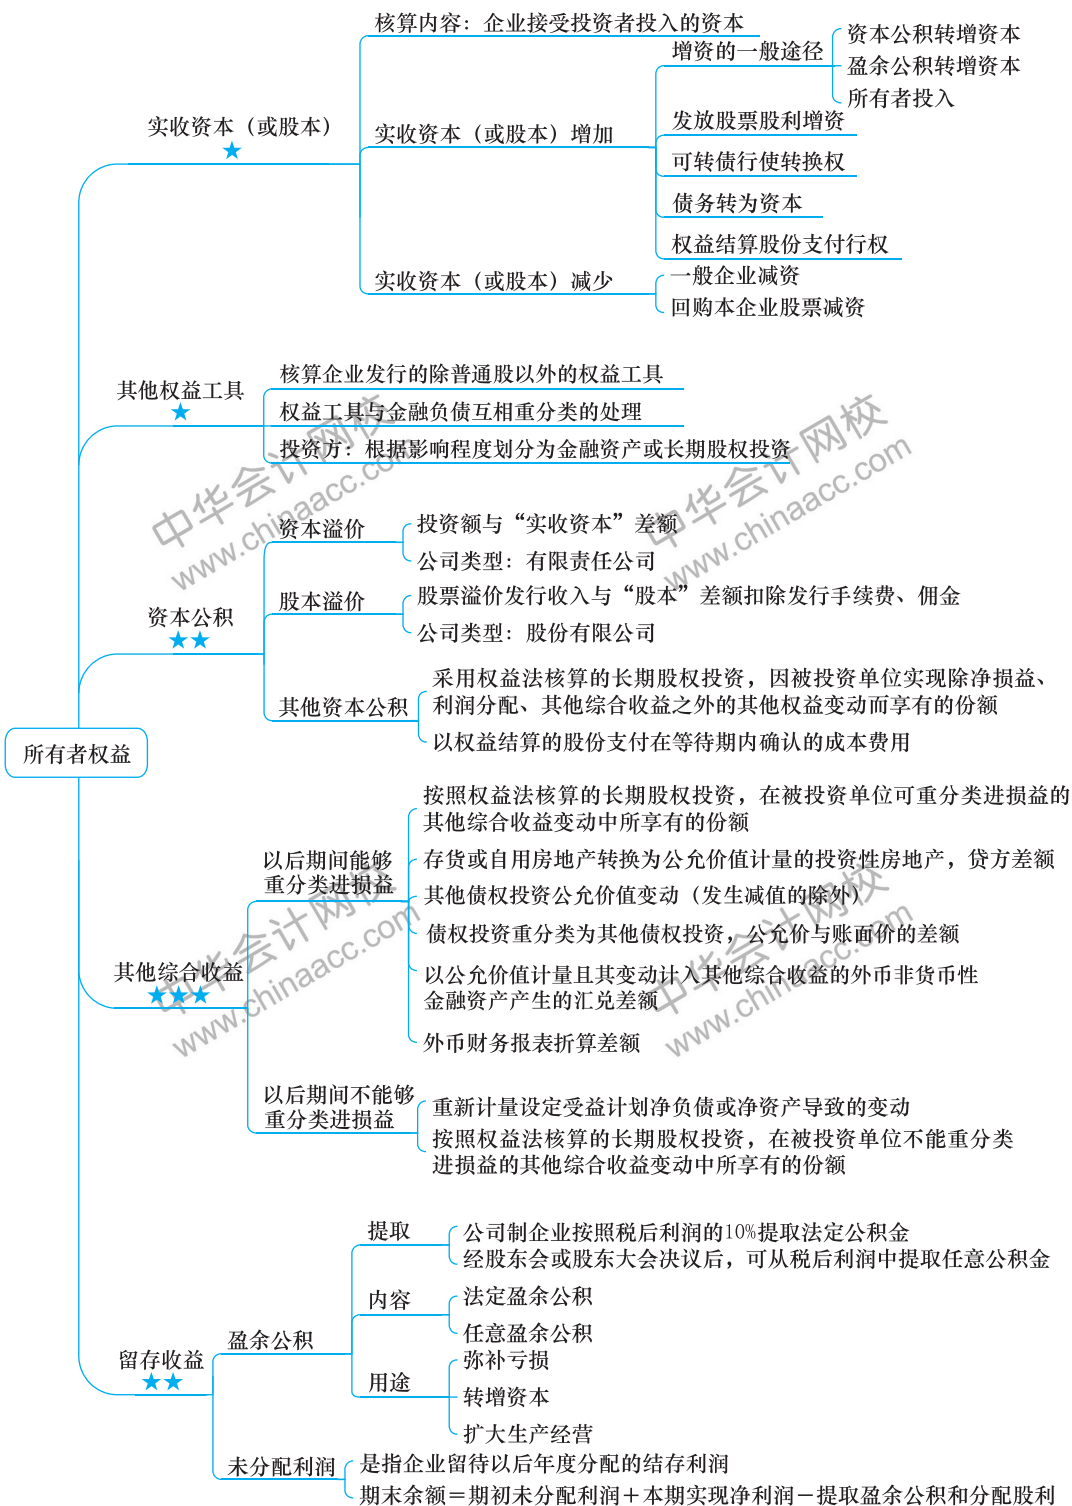 所有者权益
实收资本（或股本）
★
核算内容：企业接受投资者投入的资本
实收资本（或股本）增加
增资的一般途径
资本公积转增资本
盈余公积转增资本
所有者投入
发放股票股利增资
可转债行使转换权
债务转为资本
权益结算股份支付行权
实收资本（或股本）减少
一般企业减资
回购本企业股票减资
其他权益工具
★
核算企业发行的除普通股以外的权益工具
权益工具与金融负债互相重分类的处理
投资方：根据影响程度划分为金融资产或长期股权投资
资本公积
★★
资本溢价
投资额与“实收资本”差额
公司类型：有限责任公司
股本溢价
股票溢价发行收入与“股本”差额扣除发行手续费、佣金
公司类型：股份有限公司
其他资本公积
采用权益法核算的长期股权投资，因被投资单位实现除净损益、
利润分配、其他综合收益之外的其他权益变动而享有的份额
以权益结算的股份支付在等待期内确认的成本费用
其他综合收益
★★★
以后期间能够
重分类进损益
按照权益法核算的长期股权投资，在被投资单位可重分类进损益的
其他综合收益变动中所享有的份额
存货或自用房地产转换为公允价值计量的投资性房地产，贷方差额
其他债权投资公允价值变动（发生减值的除外）
债权投资重分类为其他债权投资，公允价与账面价的差额
以公允价值计量且其变动计入其他综合收益的外币非货币性
金融资产产生的汇兑差额
外币财务报表折算差额
以后期间不能够
重分类进损益
重新计量设定受益计划净负债或净资产导致的变动
按照权益法核算的长期股权投资，在被投资单位不能重分类
进损益的其他综合收益变动中所享有的份额
留存收益
★★
盈余公积
提取
公司制企业按照税后利润的10%提取法定公积金
经股东会或股东大会决议后，可从税后利润中提取任意公积金
内容
法定盈余公积
任意盈余公积
用途
弥补亏损
转增资本
扩大生产经营
未分配利润
是指企业留待以后年度分配的结存利润
期末余额＝期初未分配利润＋本期实现净利润－提取盈余公积和分配股利
中华会计网校
www.chinaacc.com
中华会计网校
www.chinaacc.com
中华会计网校
www.chinaacc.com
中华会计网校
www.chinaacc.com